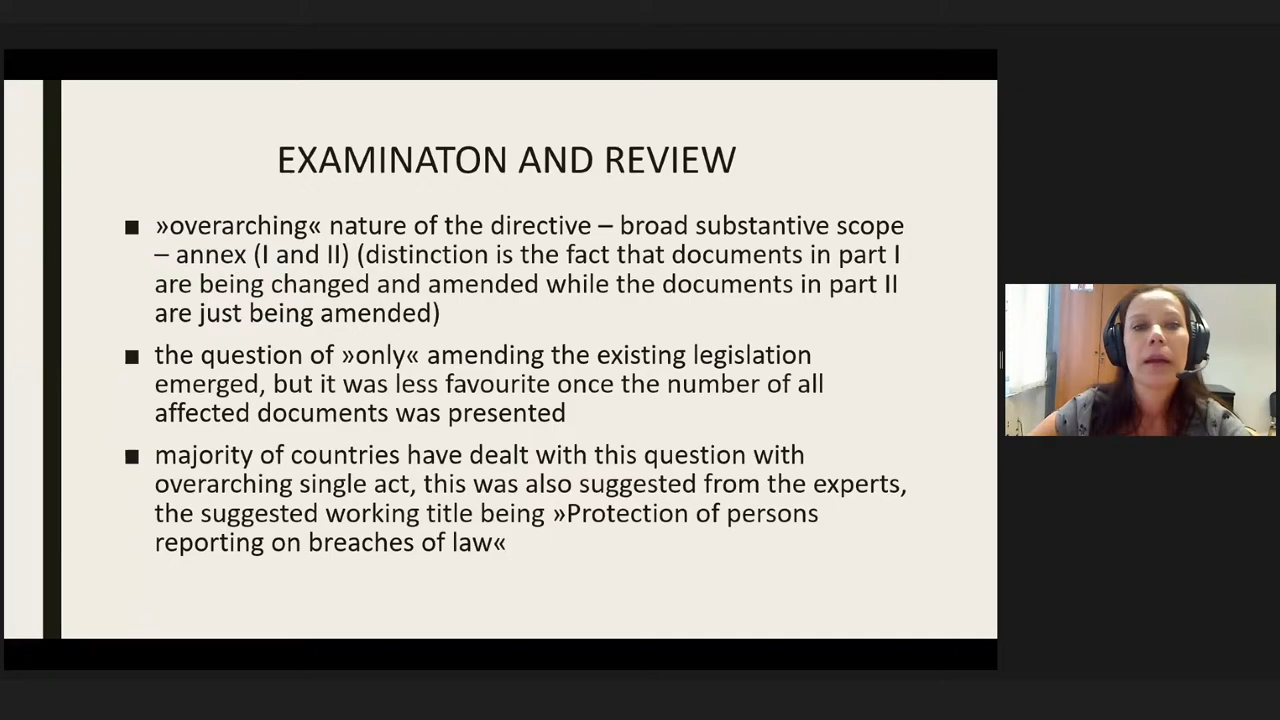 EXAMINATON AND REVIEW
■ »overarching« nature of the directive – broad substantive scope
– annex (I and II) (distinction is the fact that documents in part I
are being changed and amended while the documents in part II
are just being amended)
■ the question of »only« amending the existing legislation
emerged, but it was less favourite once the number of all
affected documents was presented
■ majority of countries have dealt with this question with
overarching single act, this was also suggested from the experts,
the suggested working title being »Protection of persons
reporting on breaches of law«